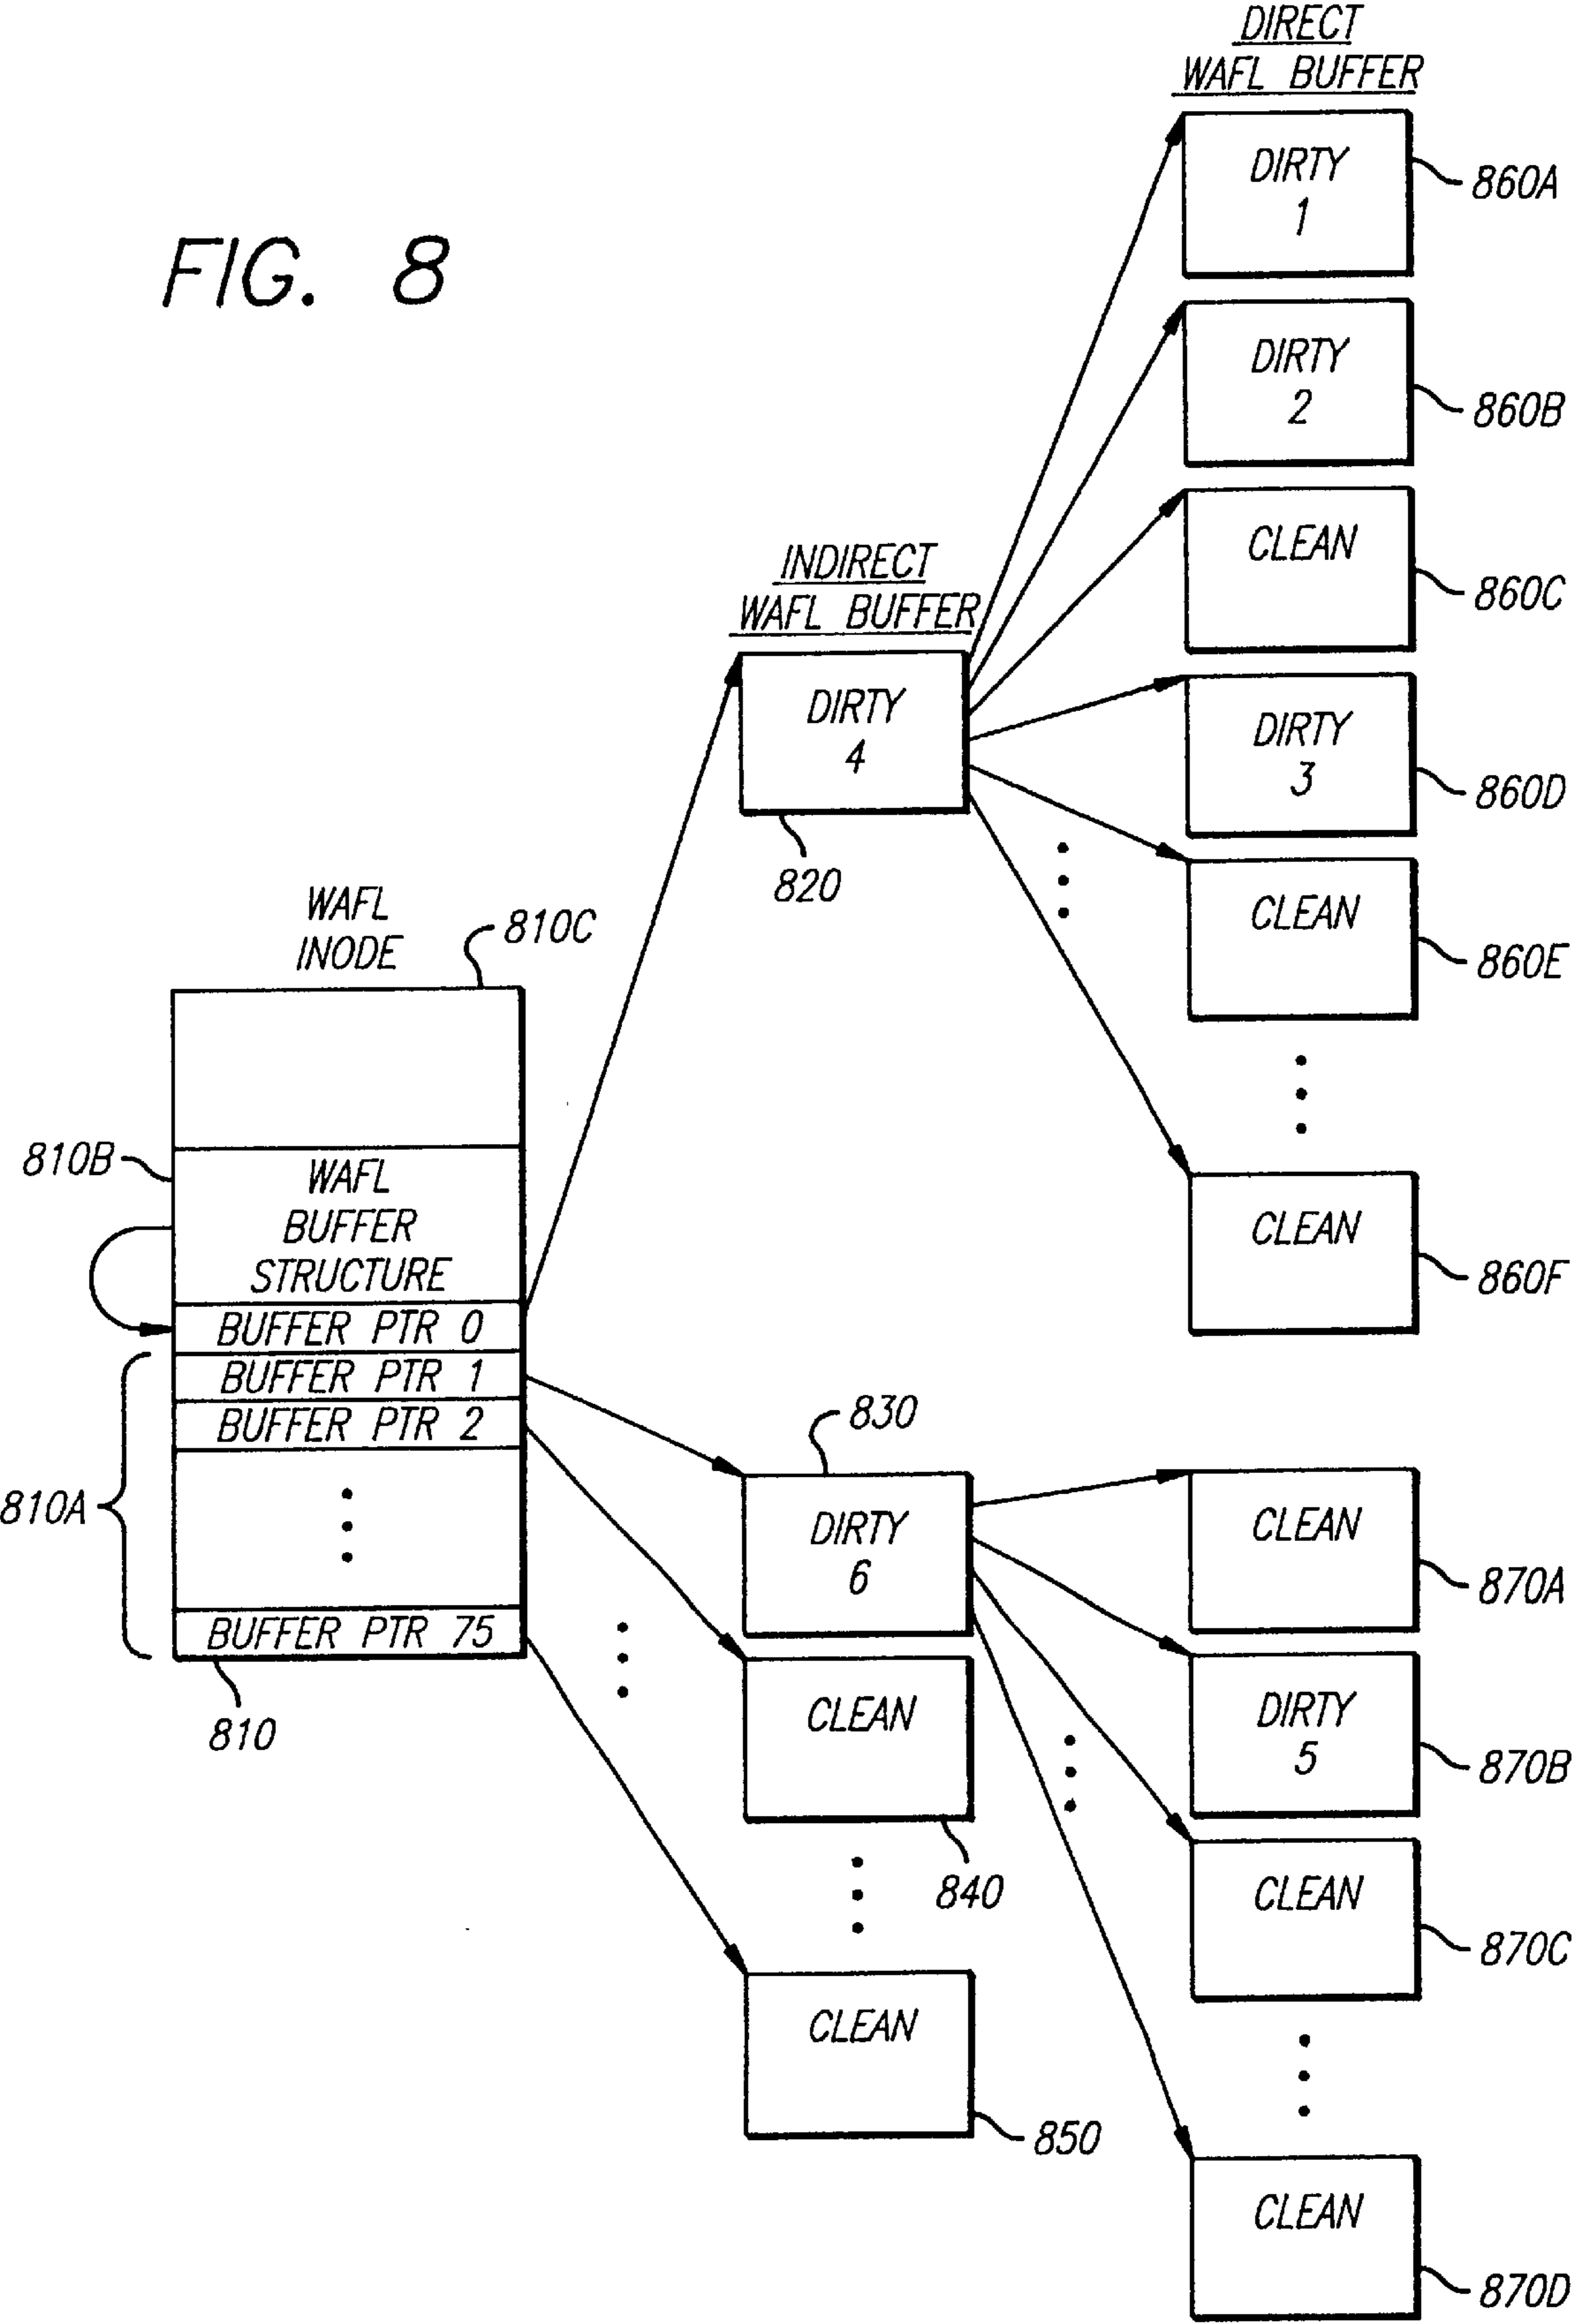 DIRECT
WAFL BUFFER
DIRTY
1
860A
FIG. 8
DIRTY
2
860B
CLEAN
860C
INDIRECT
WAFL BUFFER
DIRTY
4
820
DIRTY
3
860D
CLEAN
860E
WAFL
INODE
810C
810B
WAFL
BUFFER
STRUCTURE
CLEAN
860F
BUFFER PTR 0
BUFFER PTR 1
BUFFER PTR 2
810A
BUFFER PTR 75
810
830
DIRTY
6
CLEAN
870A
CLEAN
840
DIRTY
5
870B
CLEAN
870C
CLEAN
850
CLEAN
870D